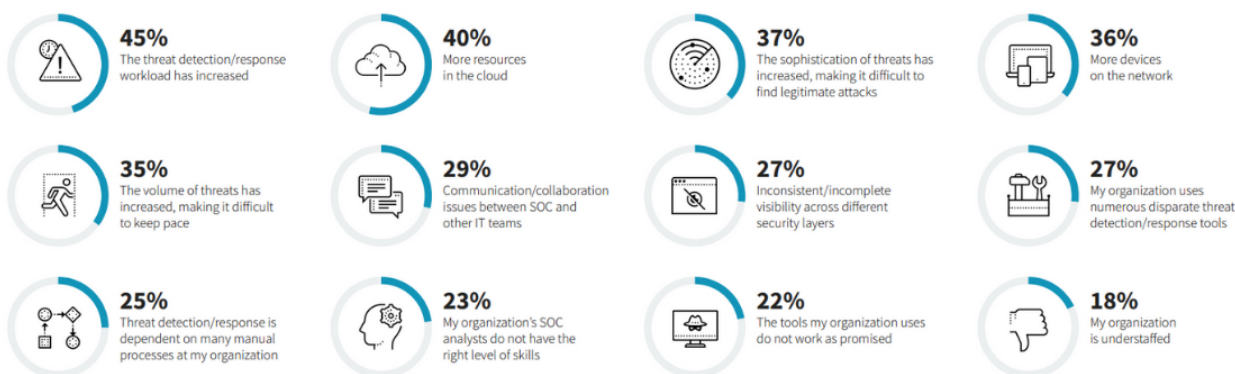 45%
The threat detection/response
workload has increased
40%
More resources
in the cloud
37%
The sophistication of threats has
increased, making it difficult to
find legitimate attacks
36%
More devices
on the network
35%
The volume of threats has
increased, making it difficult
to keep pace
29%
Communication/collaboration
issues between SOC and
other IT teams
27%
Inconsistent/incomplete
visibility across different
security layers
27%
My organization uses
numerous disparate threat
detection/response tools
25%
Threat detection/response is
dependent on many manual
processes at my organization
23%
My organization's SOC
analysts do not have the
right level of skills
22%
The tools my organization uses
do not work as promised
18%
My organization
is understaffed